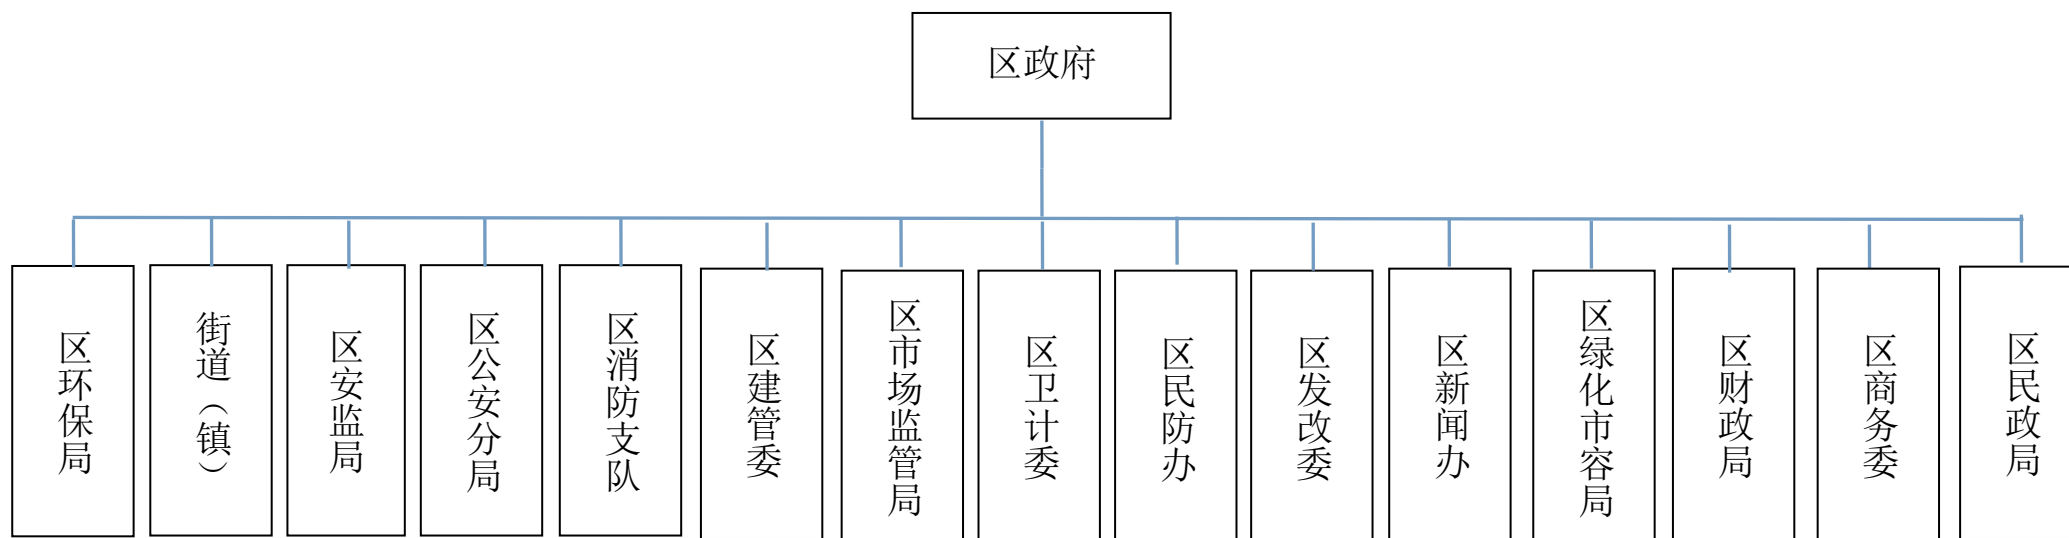 区政府
区环保局
街道（镇）
区安监局
区公安分局
区消防支队
区建管委
区市场监管局
区卫计委
区民防办
区发改委
区新闻办
区绿化市容局
区财政局
区商务委
区民政局